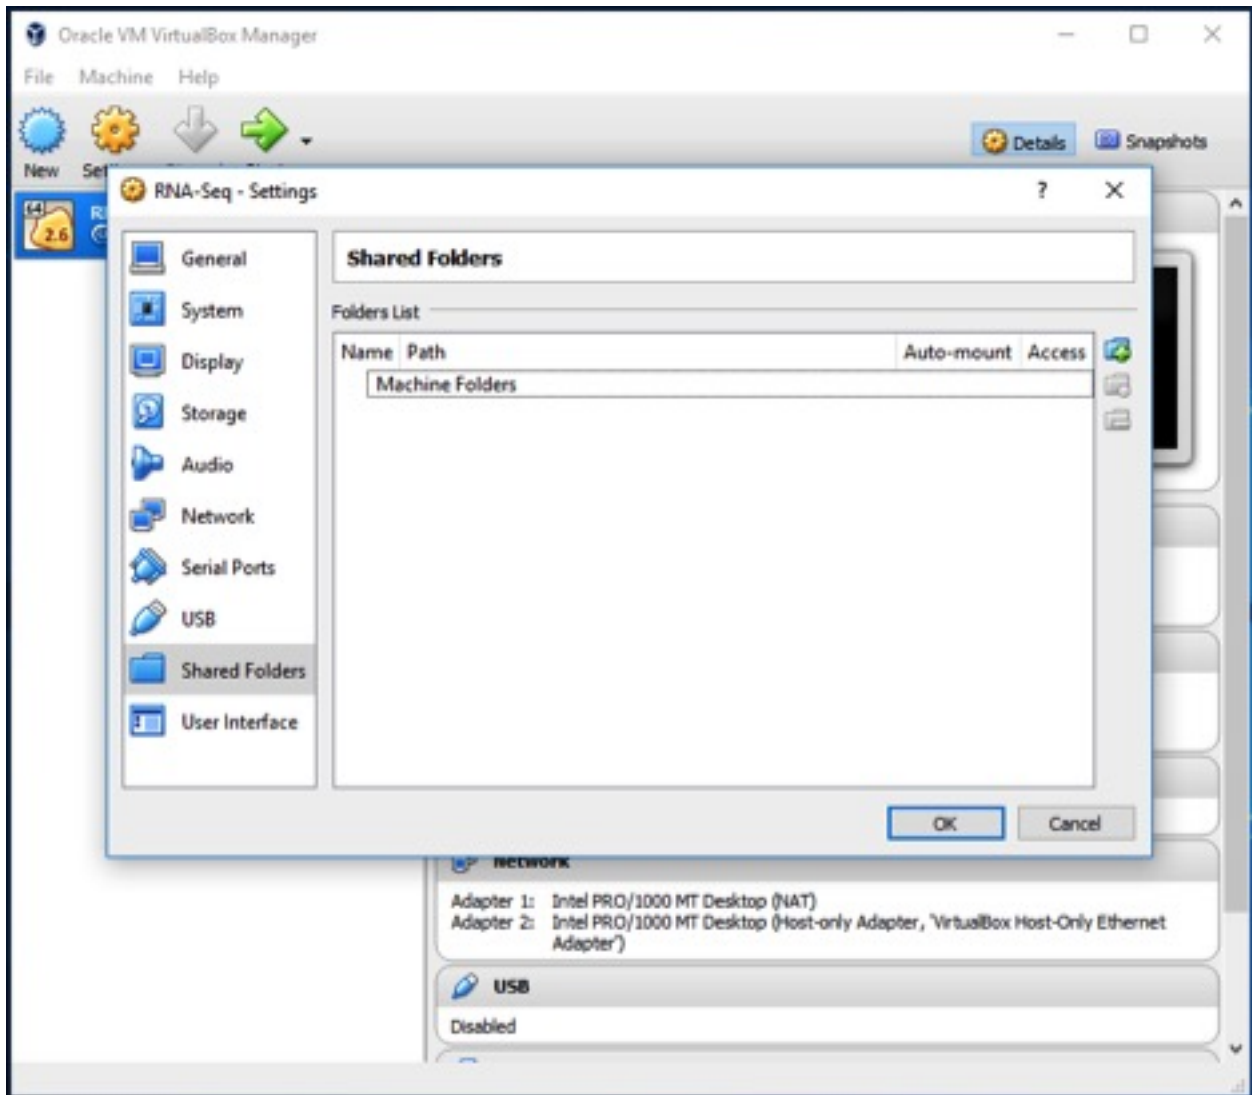 Oracle VM VirtualBox Manager
File Machine Help
Details Snapshots
New
RNA-Seq - Settings ?
64
2.6
General
Shared Folders
System
Folders List
Name Path Auto-mount Access
Display
Machine Folders
Storage
Audio
Network
Serial Ports
USB
Shared Folders
User Interface
OK Cancel
Network
Adapter 1: Intel PRO/1000 MT Desktop (NAT)
Adapter 2: Intel PRO/1000 MT Desktop (Host-only Adapter, 'VirtualBox Host-Only Ethernet
Adapter')
USB
Disabled